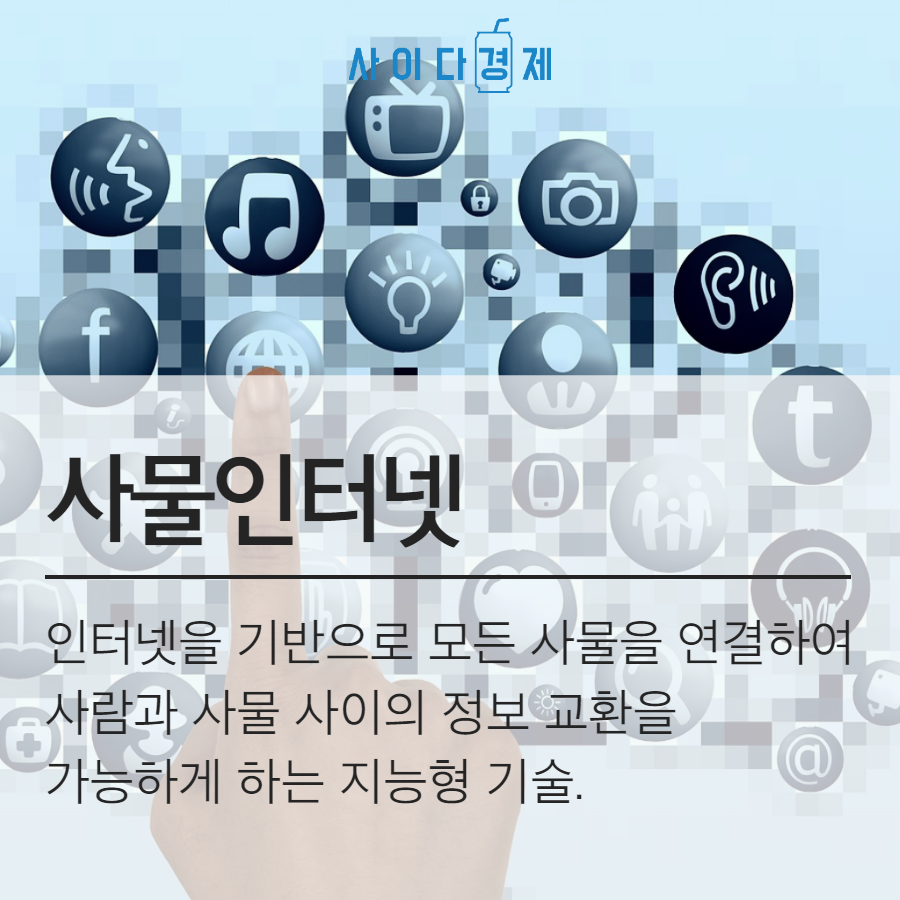 사이다경제
f
t
@
사물인터넷
@
인터넷을 기반으로 모든 사물을 연결하여
사람과 사물 사이의 정보 교환을
가능하게 하는 지능형 기술.